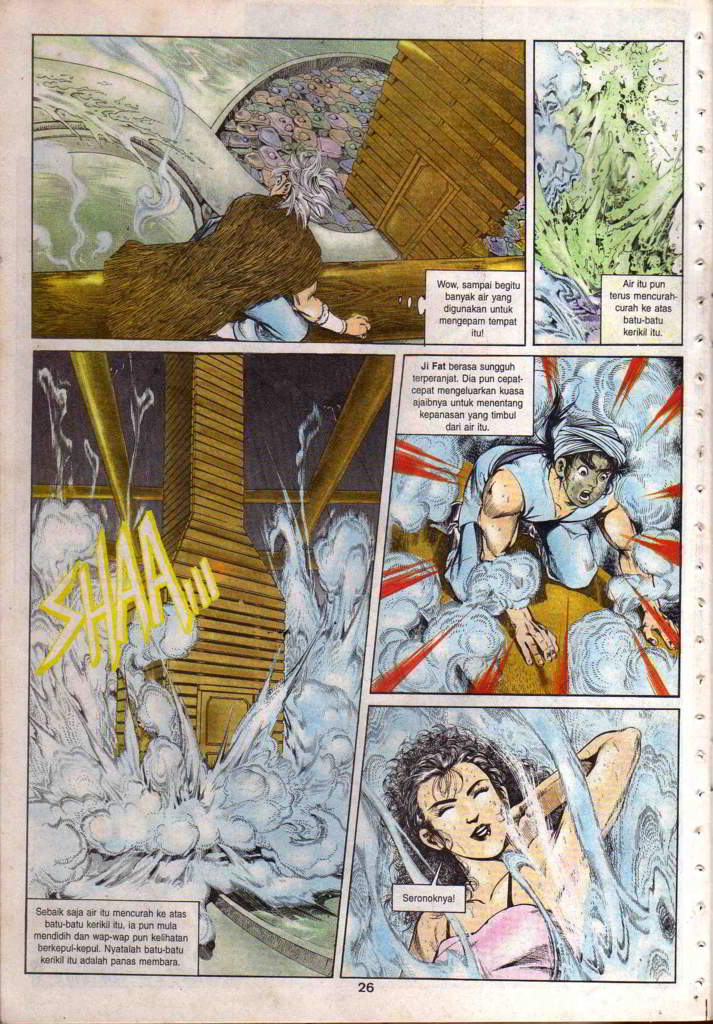 Wow, sampai begitu
banyak air yang
digunakan untuk
mengepam tempat
itu!
Air itu pun
terus mencurah-
curah ke atas
batu-batu
kerikil itu.
SHAA...
Sebaik saja air itu mencurah ke atas
batu-batu kerikil itu, ia pun mula
mendidih dan wap-wap pun kelihatan
berkepul-kepul. Nyatalah batu-batu
kerikil itu adalah panas membara.
Ji Fat berasa sungguh
terperanjat. Dia pun cepat-
cepat mengeluarkan kuasa
ajaibnya untuk menentang
kepanasan yang timbul
dari air itu.
Seronoknya!
26